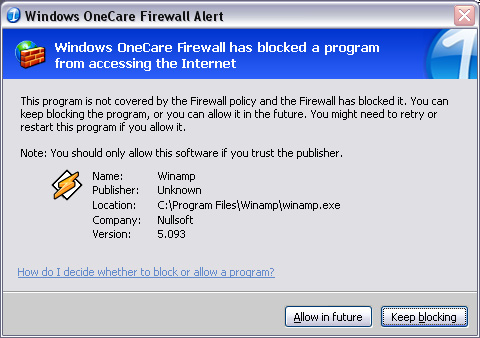 Windows OneCare Firewall Alert
Windows OneCare Firewall has blocked a program
from accessing the Internet
This program is not covered by the Firewall policy and the Firewall has blocked it. You can
keep blocking the program, or you can allow it in the future. You might need to retry or
restart this program if you allow it.
Note: You should only allow this software if you trust the publisher.
Name: Winamp
Publisher: Unknown
Location: C:\Program Files\Winamp\winamp.exe
Company: Nullsoft
Version: 5.093
How do I decide whether to block or allow a program?
Allow in future Keep blocking